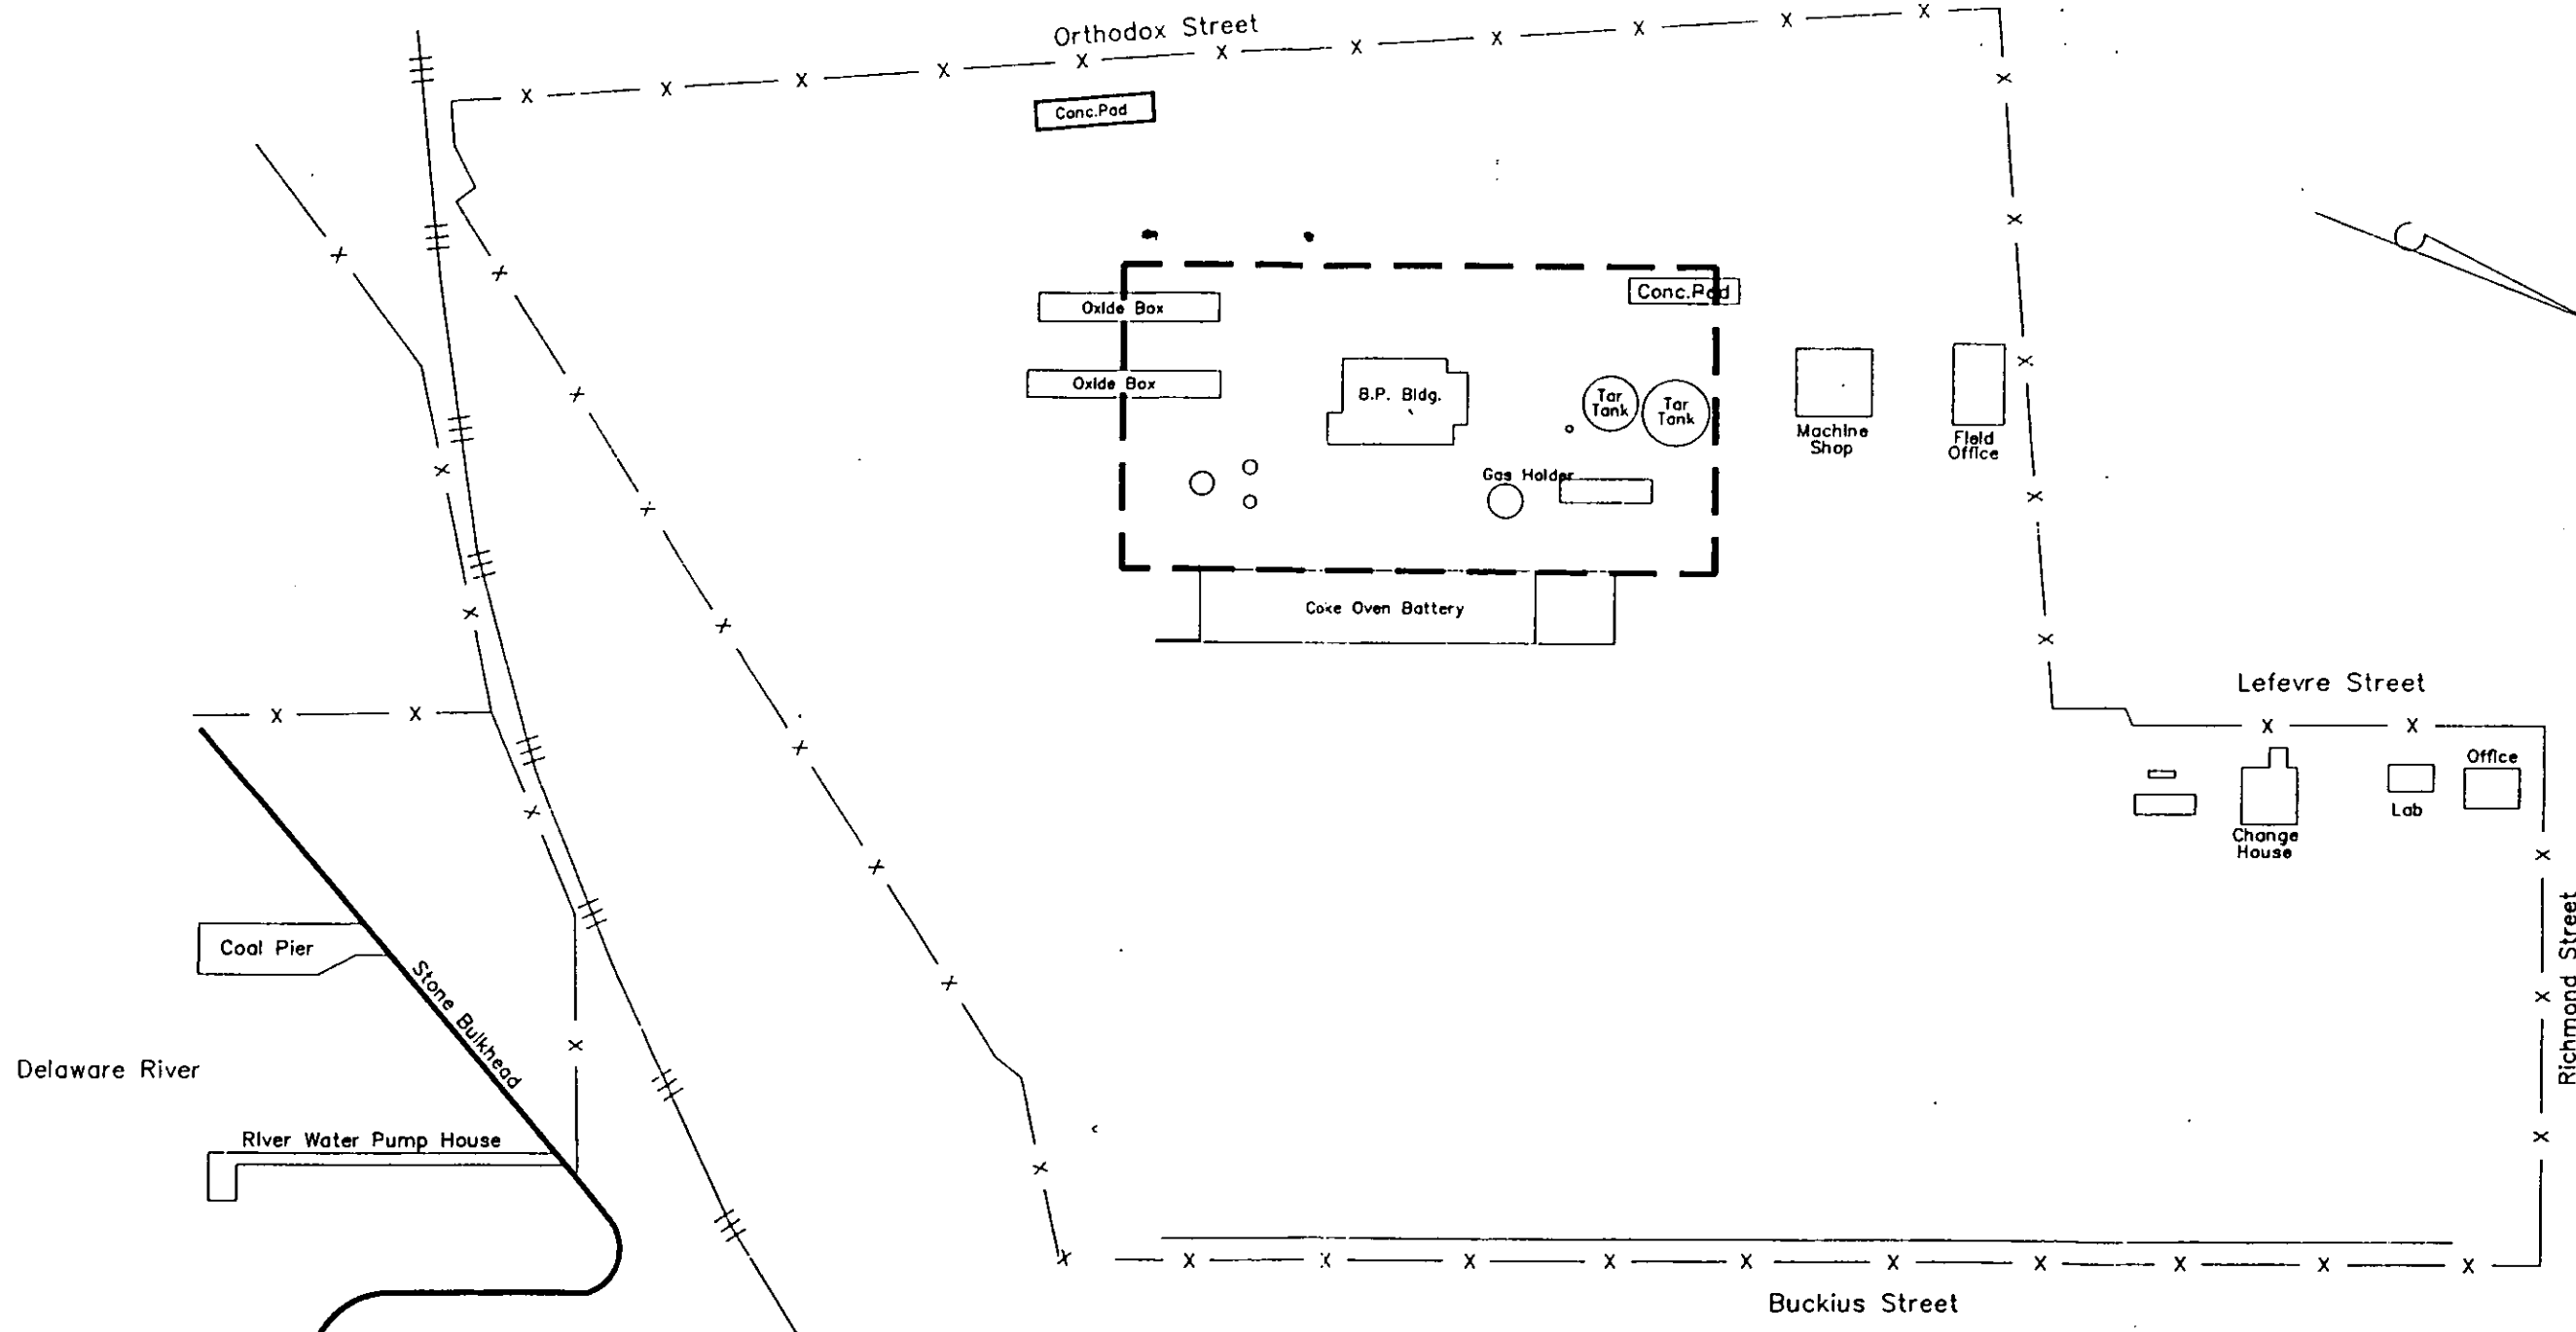 Orthodox Street
Conc.Pad
Oxide Box
Conc.Pad
Oxide Box
B.P. Bldg.
Tar
Tank
Tar
Tank
Machine
Shop
Field
Office
Gas Holder
Coke Oven Battery
Lefevre Street
Office
Lab
Change
House
Coal Pier
Stone Bulkhead
Richmond Street
Delaware River
River Water Pump House
Buckius Street